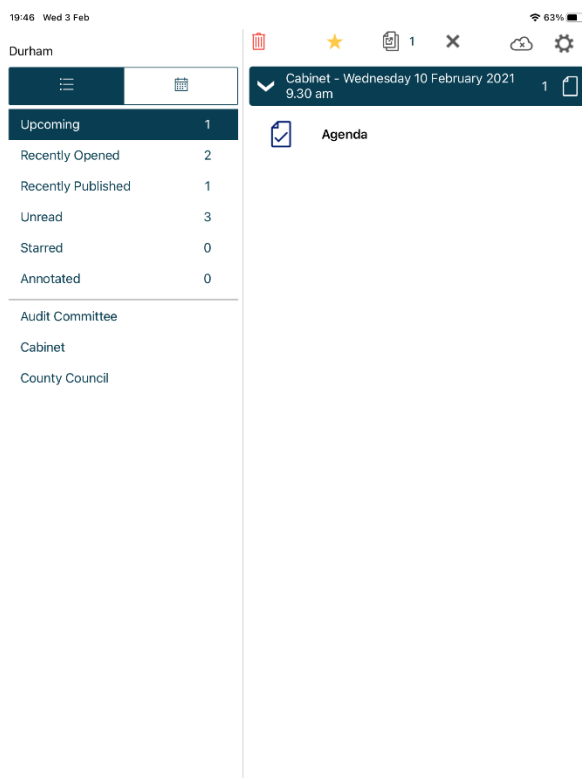 19:46 Wed 3 Feb
63%
Durham
1
Upcoming 1
Recently Opened 2
Recently Published 1
Unread 3
Starred 0
Annotated 0
Audit Committee
Cabinet
County Council
Cabinet - Wednesday 10 February 2021
9.30 am
1
Agenda